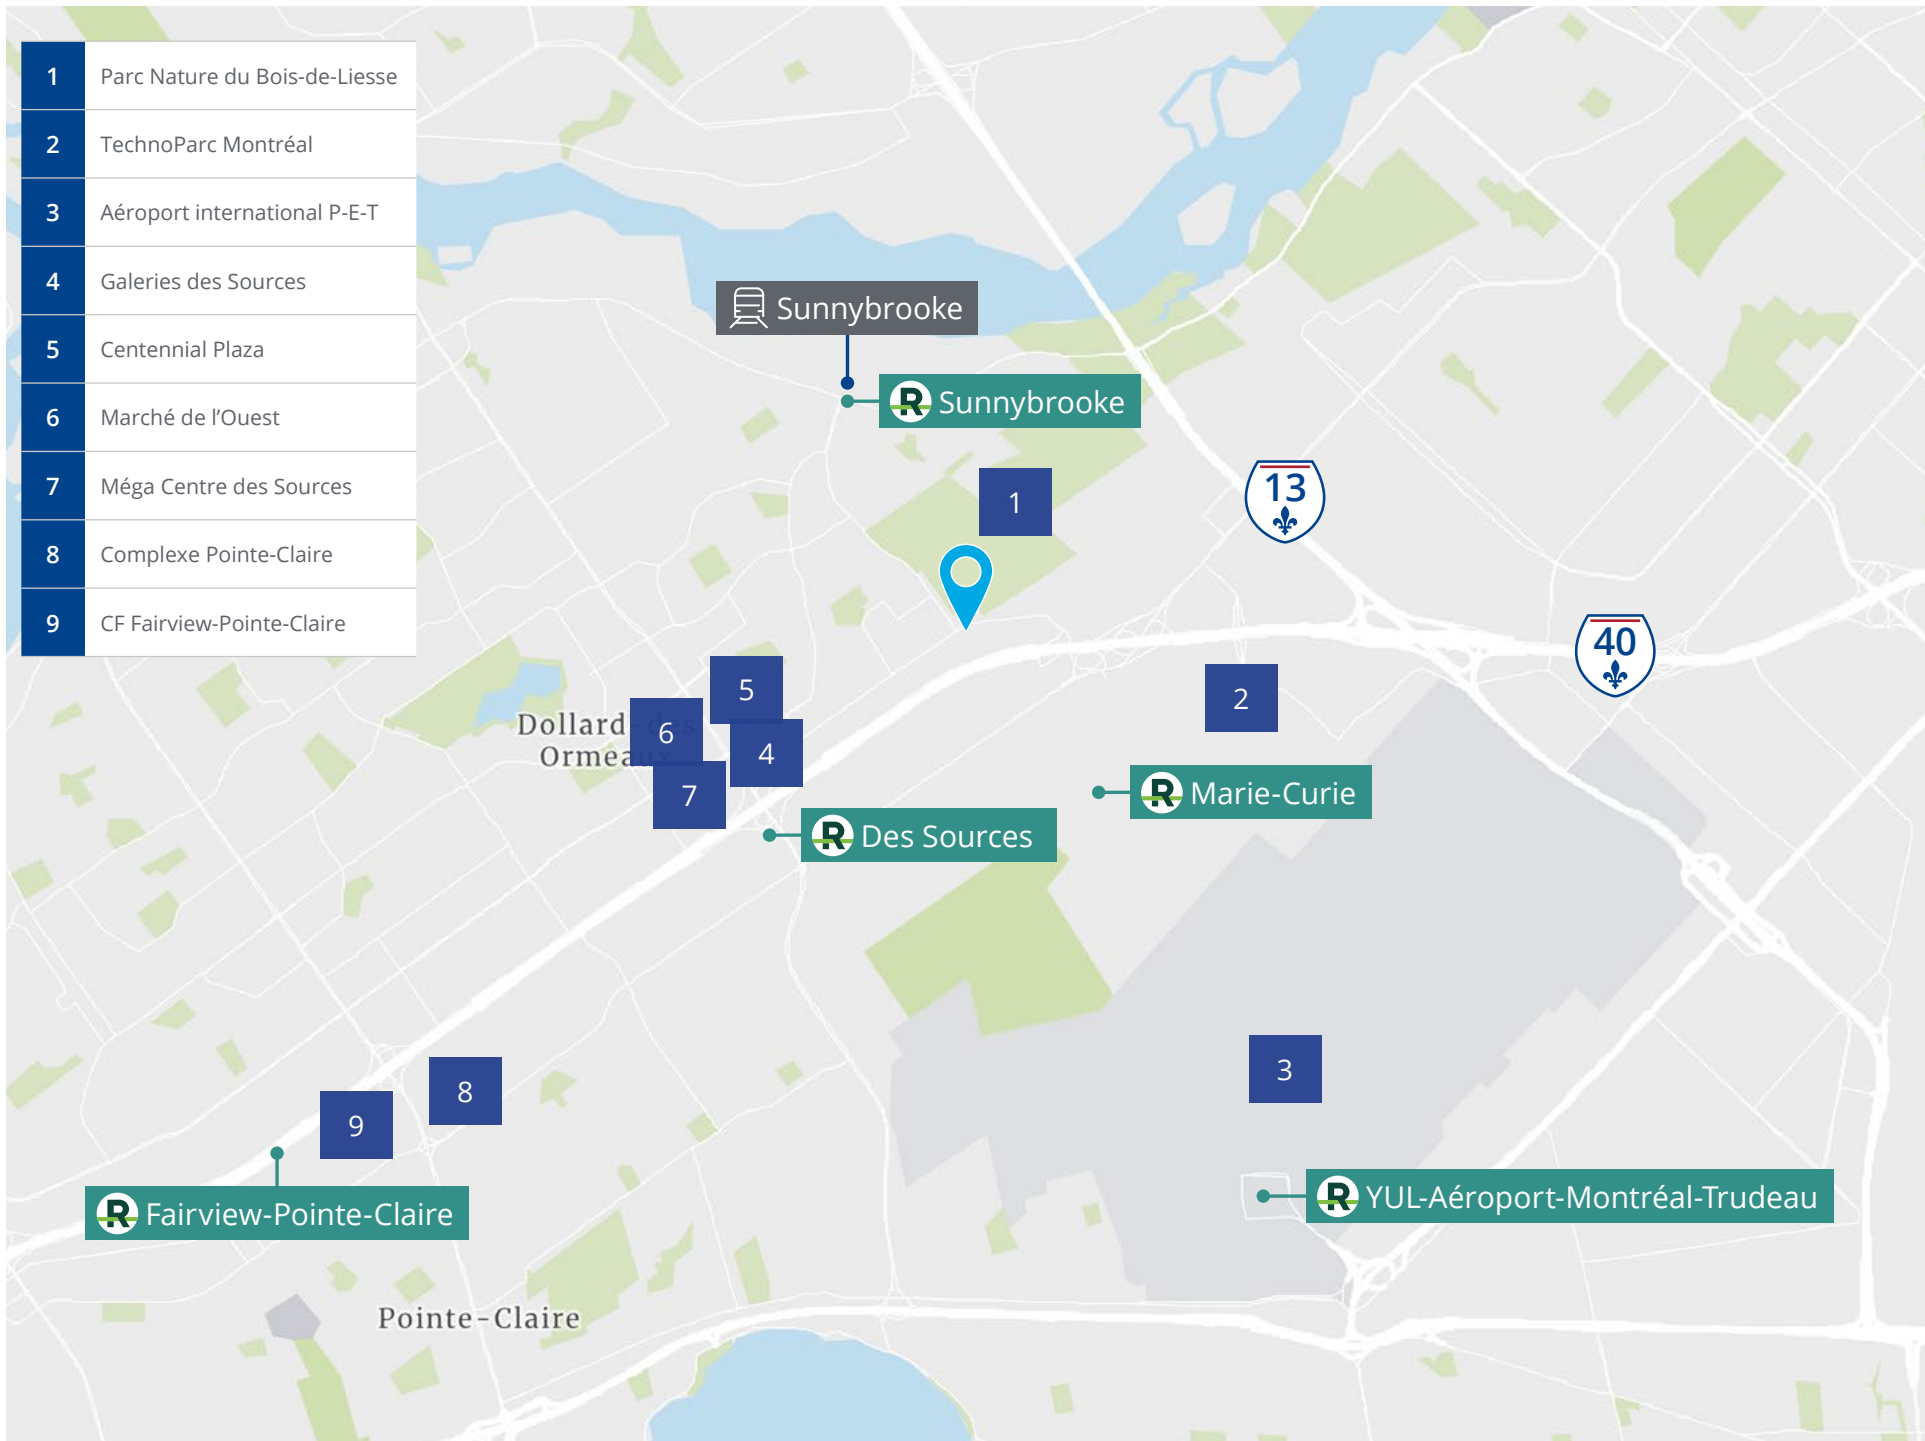 1 Parc Nature du Bois-de-Liesse
2 TechnoParc Montréal
3 Aéroport international P-E-T
4 Galeries des Sources
5 Centennial Plaza
6 Marché de l’Ouest
7 Méga Centre des Sources
8 Complexe Pointe-Claire
9 CF Fairview-Pointe-Claire
Sunnybrooke
R Sunnybrooke
1
13
40
2
5
6
4
7
Dollard-des
Ormeaux
R Marie-Curie
R Des Sources
3
8
9
R YUL-Aéroport-Montréal-Trudeau
R Fairview-Pointe-Claire
Pointe-Claire